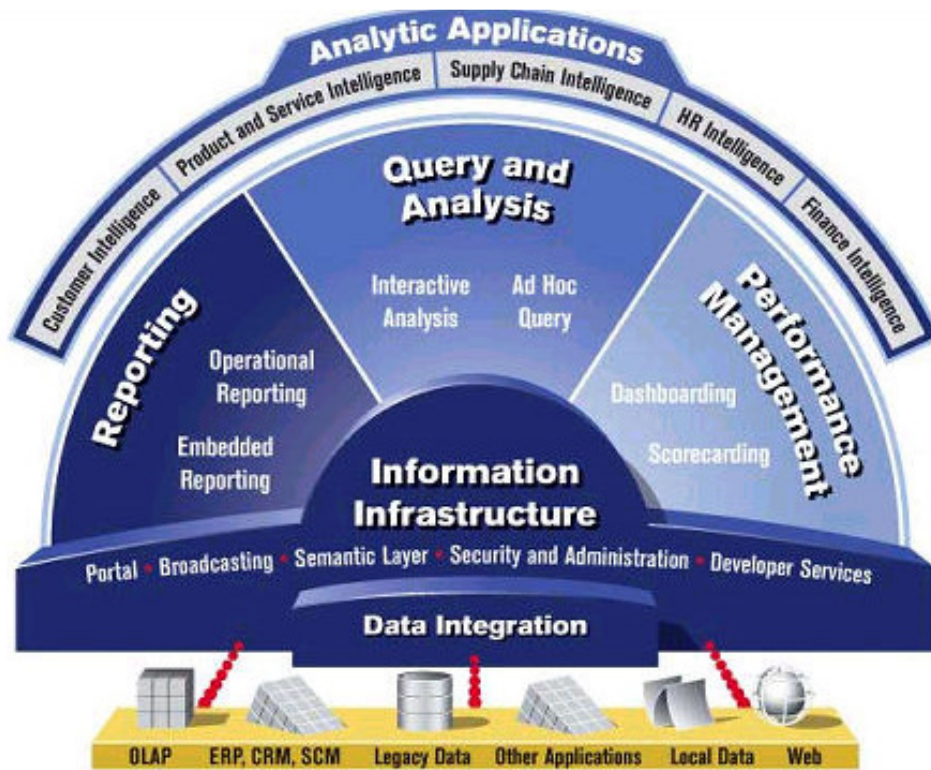 Analytic Applications
Customer Intelligence
Product and Service Intelligence
Supply Chain Intelligence
HR Intelligence
Finance Intelligence
Reporting
Operational
Reporting
Embedded
Reporting
Query and
Analysis
Interactive
Analysis
Ad Hoc
Query
Performance
Management
Dashboarding
Scorecarding
Information
Infrastructure
Portal • Broadcasting • Semantic Layer • Security and Administration • Developer Services
Data Integration
OLAP
ERP, CRM, SCM
Legacy Data
Other Applications
Local Data
Web